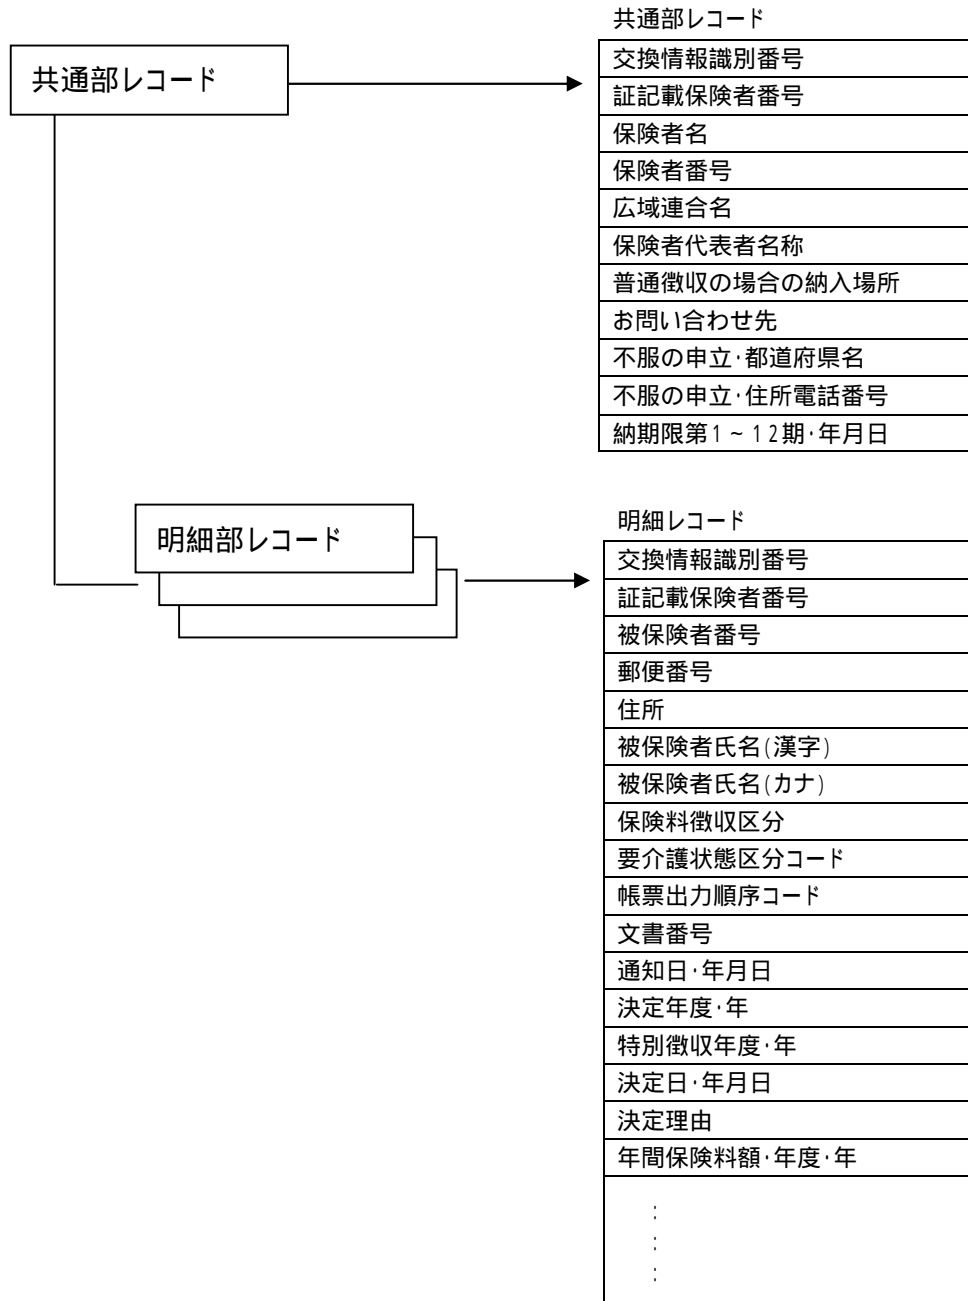 共通部レコード
共通部レコード
交換情報識別番号
証記載保険者番号
保険者名
保険者番号
広域連合名
保険者代表者名称
普通徴収の場合の納入場所
お問い合わせ先
不服の申立・都道府県名
不服の申立・住所電話番号
納期限第1～12期・年月日
明細部レコード
明細レコード
交換情報識別番号
証記載保険者番号
被保険者番号
郵便番号
住所
被保険者氏名(漢字)
被保険者氏名(カナ)
保険料徴収区分
要介護状態区分コード
帳票出力順序コード
文書番号
通知日・年月日
決定年度・年
特別徴収年度・年
決定日・年月日
決定理由
年間保険料額・年度・年
:
:
: